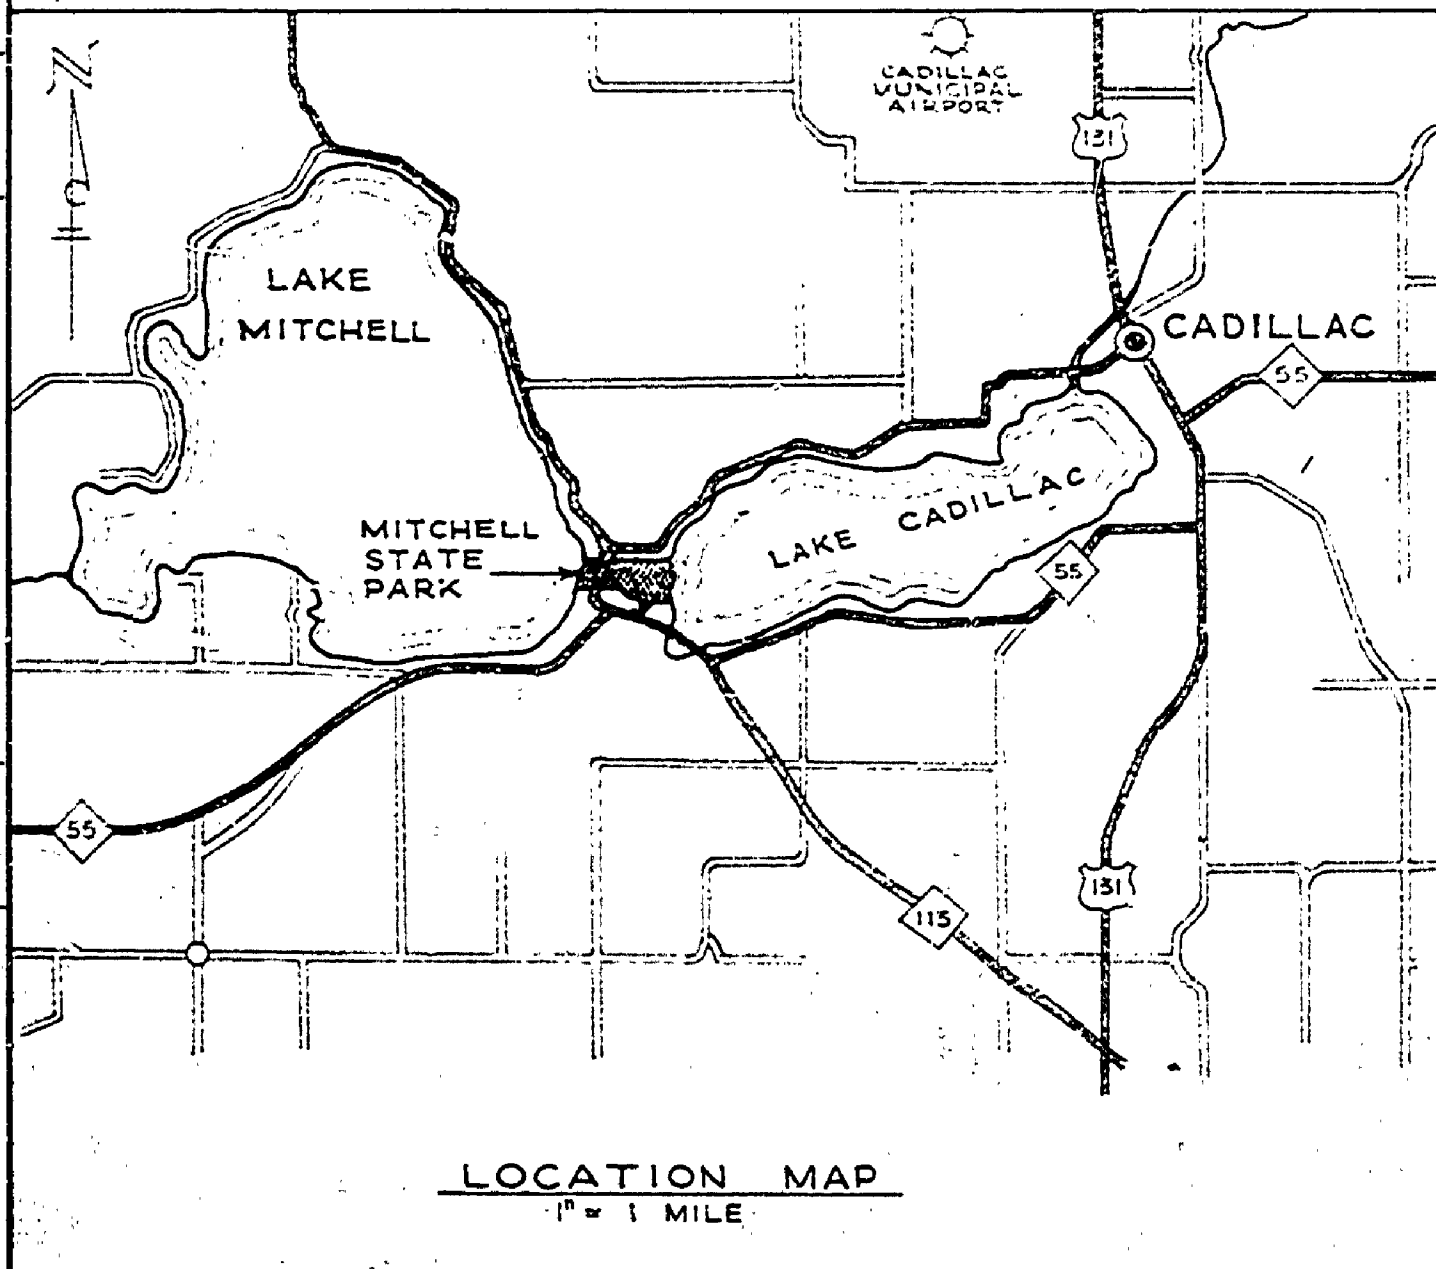 N
CADILLAC
MUNICIPAL
AIRPORT
131
LAKE
MITCHELL
CADILLAC
55
LAKE CADILLAC
MITCHELL
STATE
PARK
55
55
131
115
LOCATION MAP
1" = 1 MILE